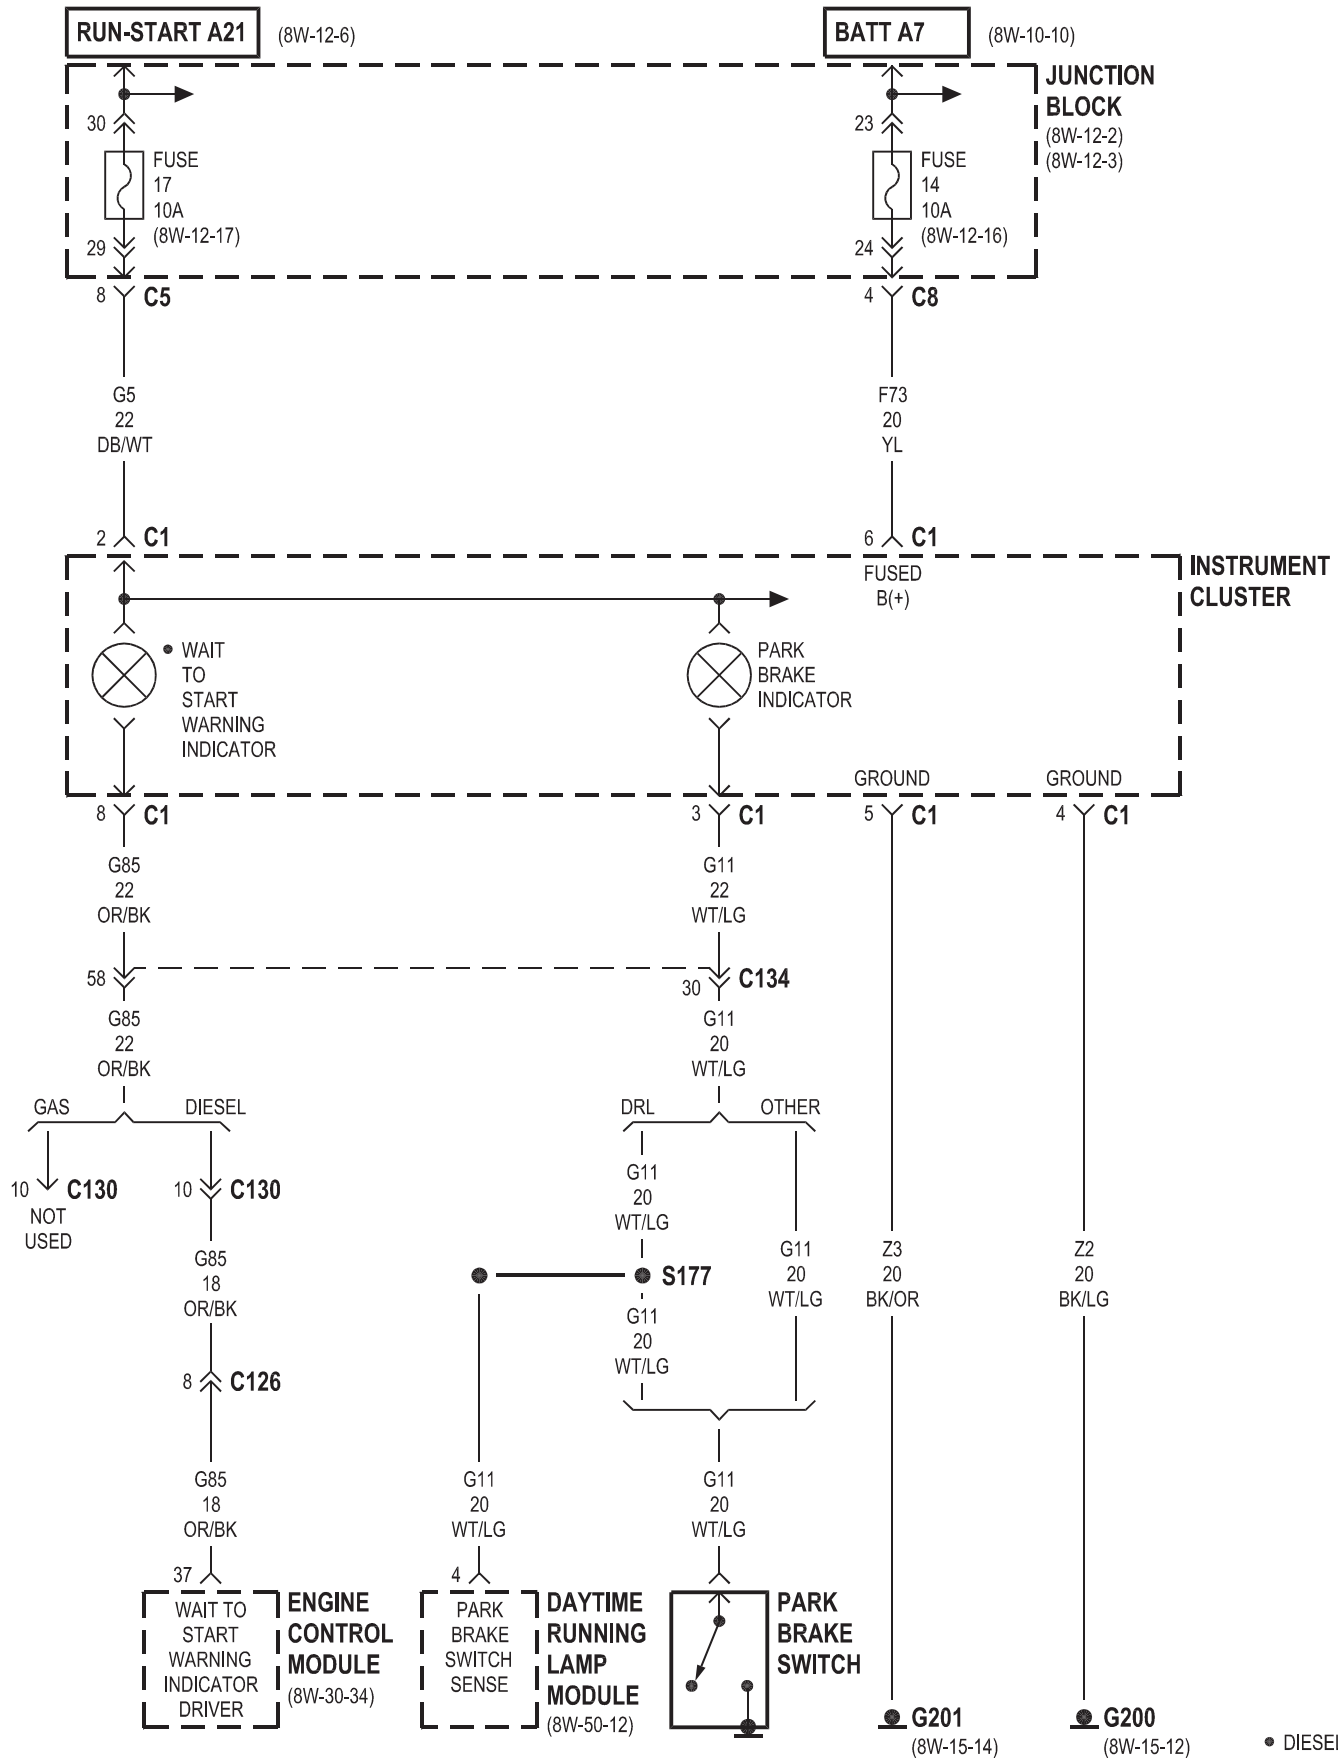 RUN-START A21 (8W-12-6)
BATT A7 (8W-10-10)
JUNCTION
BLOCK
(8W-12-2)
(8W-12-3)
30
FUSE
17
10A
(8W-12-17)
29
8 C5
23
FUSE
14
10A
(8W-12-16)
24
4 C8
G5
22
DB/WT
F73
20
YL
2 C1
6 C1
FUSED
B(+)
INSTRUMENT
CLUSTER
WAIT
TO
START
WARNING
INDICATOR
PARK
BRAKE
INDICATOR
GROUND
GROUND
8 C1
3 C1
5 C1
4 C1
G85
22
OR/BK
G11
22
WT/LG
58
30 C134
G85
22
OR/BK
G11
20
WT/LG
GAS
DIESEL
DRL
OTHER
10 C130
NOT
USED
10 C130
G11
20
WT/LG
G85
18
OR/BK
S177
G11
20
WT/LG
G11
20
WT/LG
Z3
20
BK/OR
Z2
20
BK/LG
8 C126
G85
18
OR/BK
G11
20
WT/LG
G11
20
WT/LG
37
WAIT TO
START
WARNING
INDICATOR
DRIVER
ENGINE
CONTROL
MODULE
(8W-30-34)
4
PARK
BRAKE
SWITCH
SENSE
DAYTIME
RUNNING
LAMP
MODULE
(8W-50-12)
PARK
BRAKE
SWITCH
G201
(8W-15-14)
G200
(8W-15-12)
DIESEL